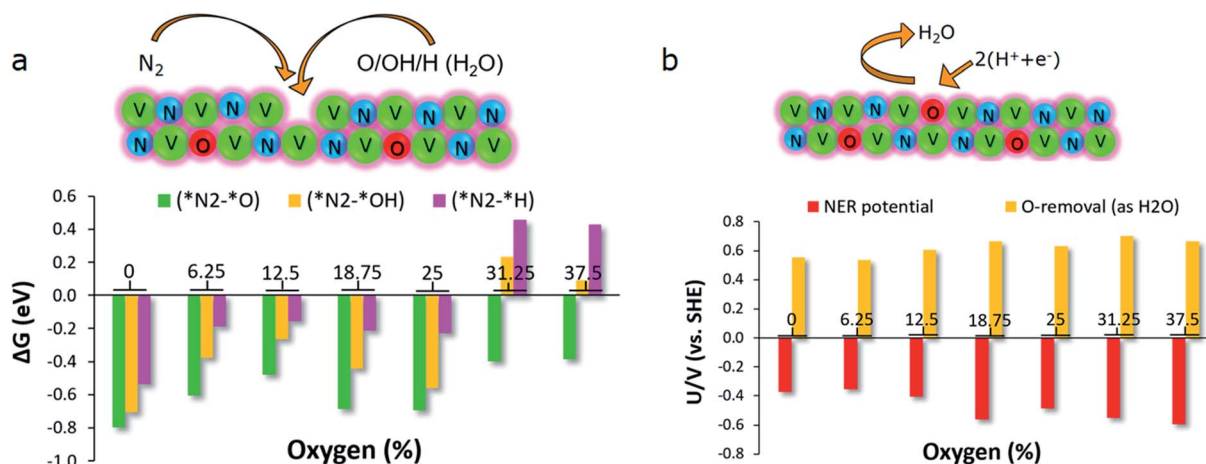 a
N2
O/OH/H (H2O)
V N V N V V N V N V N
N V O V N V N V O V N V
(*N2-*O) (*N2-*OH) (*N2-*H)
0.6
0.4
0.2
0.0
-0.2
-0.4
-0.6
-0.8
-1.0
0 6.25 12.5 18.75 25 31.25 37.5
ΔG (eV)
Oxygen (%)
b
H2O
2(H⁺+e⁻)
V N V N V O V N V N V N
N V O V N V N V O V N V
NER potential O-removal (as H2O)
0.8
0.6
0.4
0.2
0.0
-0.2
-0.4
-0.6
-0.8
0 6.25 12.5 18.75 25 31.25 37.5
U/V (vs. SHE)
Oxygen (%)